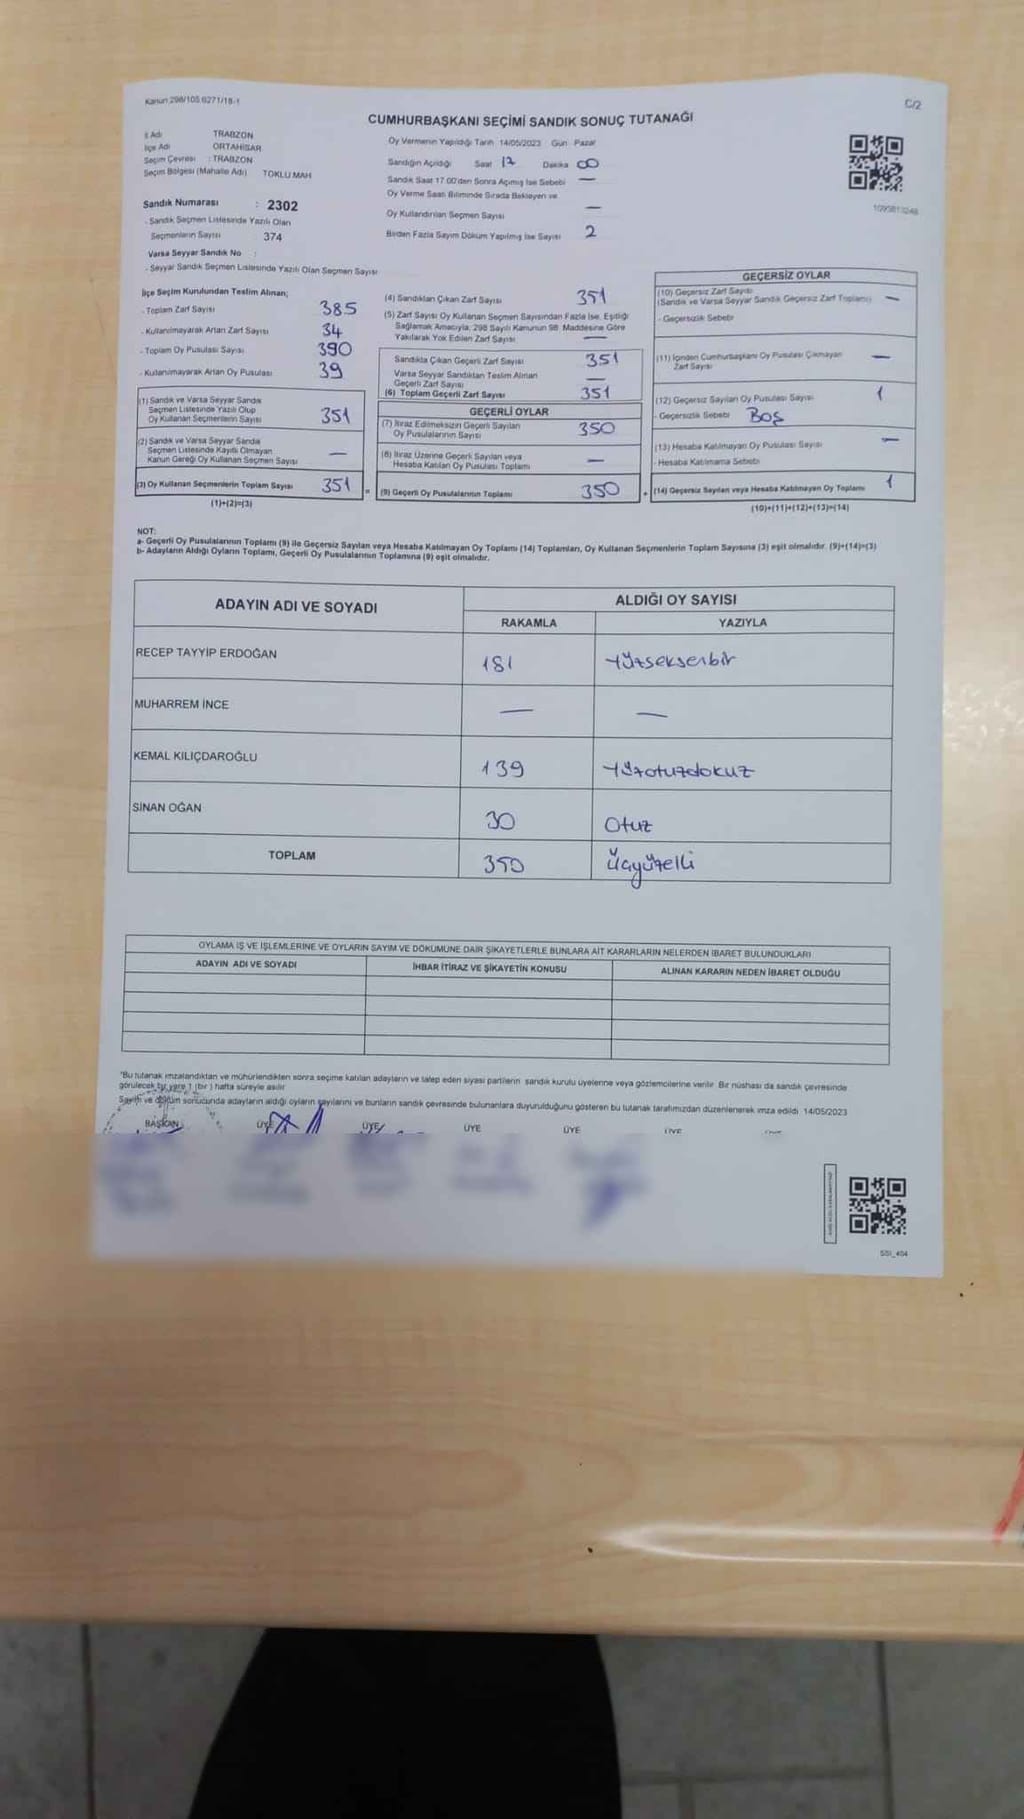 Kanun 298/105 6271/18-1
C/2
CUMHURBAŞKANI SEÇİMİ SANDIK SONUÇ TUTANAĞI
İl Adı TRABZON
İlçe Adı ORTAHİSAR
Seçim Çevresi : TRABZON
Seçim Bölgesi (Mahalle Adı) TOKLU MAH
Sandık Numarası : 2302
- Sandık Seçmen Listesinde Yazılı Olan
Seçmenlerin Sayısı 374
Varsa Seyyar Sandık No :
- Seyyar Sandık Seçmen Listesinde Yazılı Olan Seçmen Sayısı
Oy Vermenin Yapıldığı Tarih 14/05/2023 Gün Pazar
Sandığın Açıldığı Saat 17 Dakika 00
Sandık Saat 17.00'den Sonra Açılmış İse Sebebi —
Oy Verme Saati Bitiminde Sırada Bekleyen ve
Oy Kullandırılan Seçmen Sayısı —
Birden Fazla Sayım Döküm Yapılmış İse Sayısı 2
İlçe Seçim Kurulundan Teslim Alınan;
- Toplam Zarf Sayısı 385
- Kullanılmayarak Artan Zarf Sayısı 34
- Toplam Oy Pusulası Sayısı 390
- Kullanılmayarak Artan Oy Pusulası 39
(1) Sandık ve Varsa Seyyar Sandık
Seçmen Listesinde Yazılı Olup
Oy Kullanan Seçmenlerin Sayısı 351
(2) Sandık ve Varsa Seyyar Sandık
Seçmen Listesinde Kayıtlı Olmayan
Kanun Gereği Oy Kullanan Seçmen Sayısı —
(3) Oy Kullanan Seçmenlerin Toplam Sayısı 351
(1)+(2)=(3)
(4) Sandıktan Çıkan Zarf Sayısı 351
(5) Zarf Sayısı Oy Kullanan Seçmen Sayısından Fazla İse, Eşitliği
Sağlamak Amacıyla, 298 Sayılı Kanunun 98. Maddesine Göre
Yakılarak Yok Edilen Zarf Sayısı —
Sandıkta Çıkan Geçerli Zarf Sayısı 351
Varsa Seyyar Sandıktan Teslim Alınan
Geçerli Zarf Sayısı —
(6) Toplam Geçerli Zarf Sayısı 351
GEÇERLİ OYLAR
(7) İtiraz Edilmeksizin Geçerli Sayılan
Oy Pusulalarının Sayısı 350
(8) İtiraz Üzerine Geçerli Sayılan veya
Hesaba Katılan Oy Pusulası Toplamı —
= (9) Geçerli Oy Pusulalarının Toplamı 350
GEÇERSİZ OYLAR
(10) Geçersiz Zarf Sayısı
(Sandık ve Varsa Seyyar Sandık Geçersiz Zarf Toplamı) —
- Geçersizlik Sebebi
(11) İçinden Cumhurbaşkanı Oy Pusulası Çıkmayan
Zarf Sayısı —
(12) Geçersiz Sayılan Oy Pusulası Sayısı 1
- Geçersizlik Sebebi Boş
(13) Hesaba Katılmayan Oy Pusulası Sayısı —
- Hesaba Katılmama Sebebi
+ (14) Geçersiz Sayılan veya Hesaba Katılmayan Oy Toplamı 1
(10)+(11)+(12)+(13)=(14)
NOT:
a- Geçerli Oy Pusulalarının Toplamı (9) ile Geçersiz Sayılan veya Hesaba Katılmayan Oy Toplamı (14) Toplamları, Oy Kullanan Seçmenlerin Toplam Sayısına (3) eşit olmalıdır. (9)+(14)=(3)
b- Adayların Aldığı Oyların Toplamı, Geçerli Oy Pusulalarının Toplamına (9) eşit olmalıdır.
ADAYIN ADI VE SOYADI ALDIĞI OY SAYISI
RAKAMLA YAZIYLA
RECEP TAYYİP ERDOĞAN 181 Yüzseksenbir
MUHARREM İNCE — —
KEMAL KILIÇDAROĞLU 139 Yüzotuzdokuz
SİNAN OĞAN 30 Otuz
TOPLAM 350 Üçyüzelli
OYLAMA İŞ VE İŞLEMLERİNE VE OYLARIN SAYIM VE DÖKÜMÜNE DAİR ŞİKAYETLERLE BUNLARA AİT KARARLARIN NELERDEN İBARET BULUNDUKLARI
ADAYIN ADI VE SOYADI İHBAR İTİRAZ VE ŞİKAYETİN KONUSU ALINAN KARARIN NEDEN İBARET OLDUĞU
*Bu tutanak imzalandıktan ve mühürlendikten sonra seçime katılan adayların ve talep eden siyasi partilerin sandık kurulu üyelerine veya gözlemcilerine verilir. Bir nüshası da sandık çevresinde
görülecek bir yere 1 (bir) hafta süreyle asılır
Sayım ve döküm sonucunda adayların aldığı oyların sayılarını ve bunların sandık çevresinde bulunanlara duyurulduğunu gösteren bu tutanak tarafımızdan düzenlenerek imza edildi 14/05/2023
BAŞKAN ÜYE ÜYE ÜYE ÜYE ÜYE